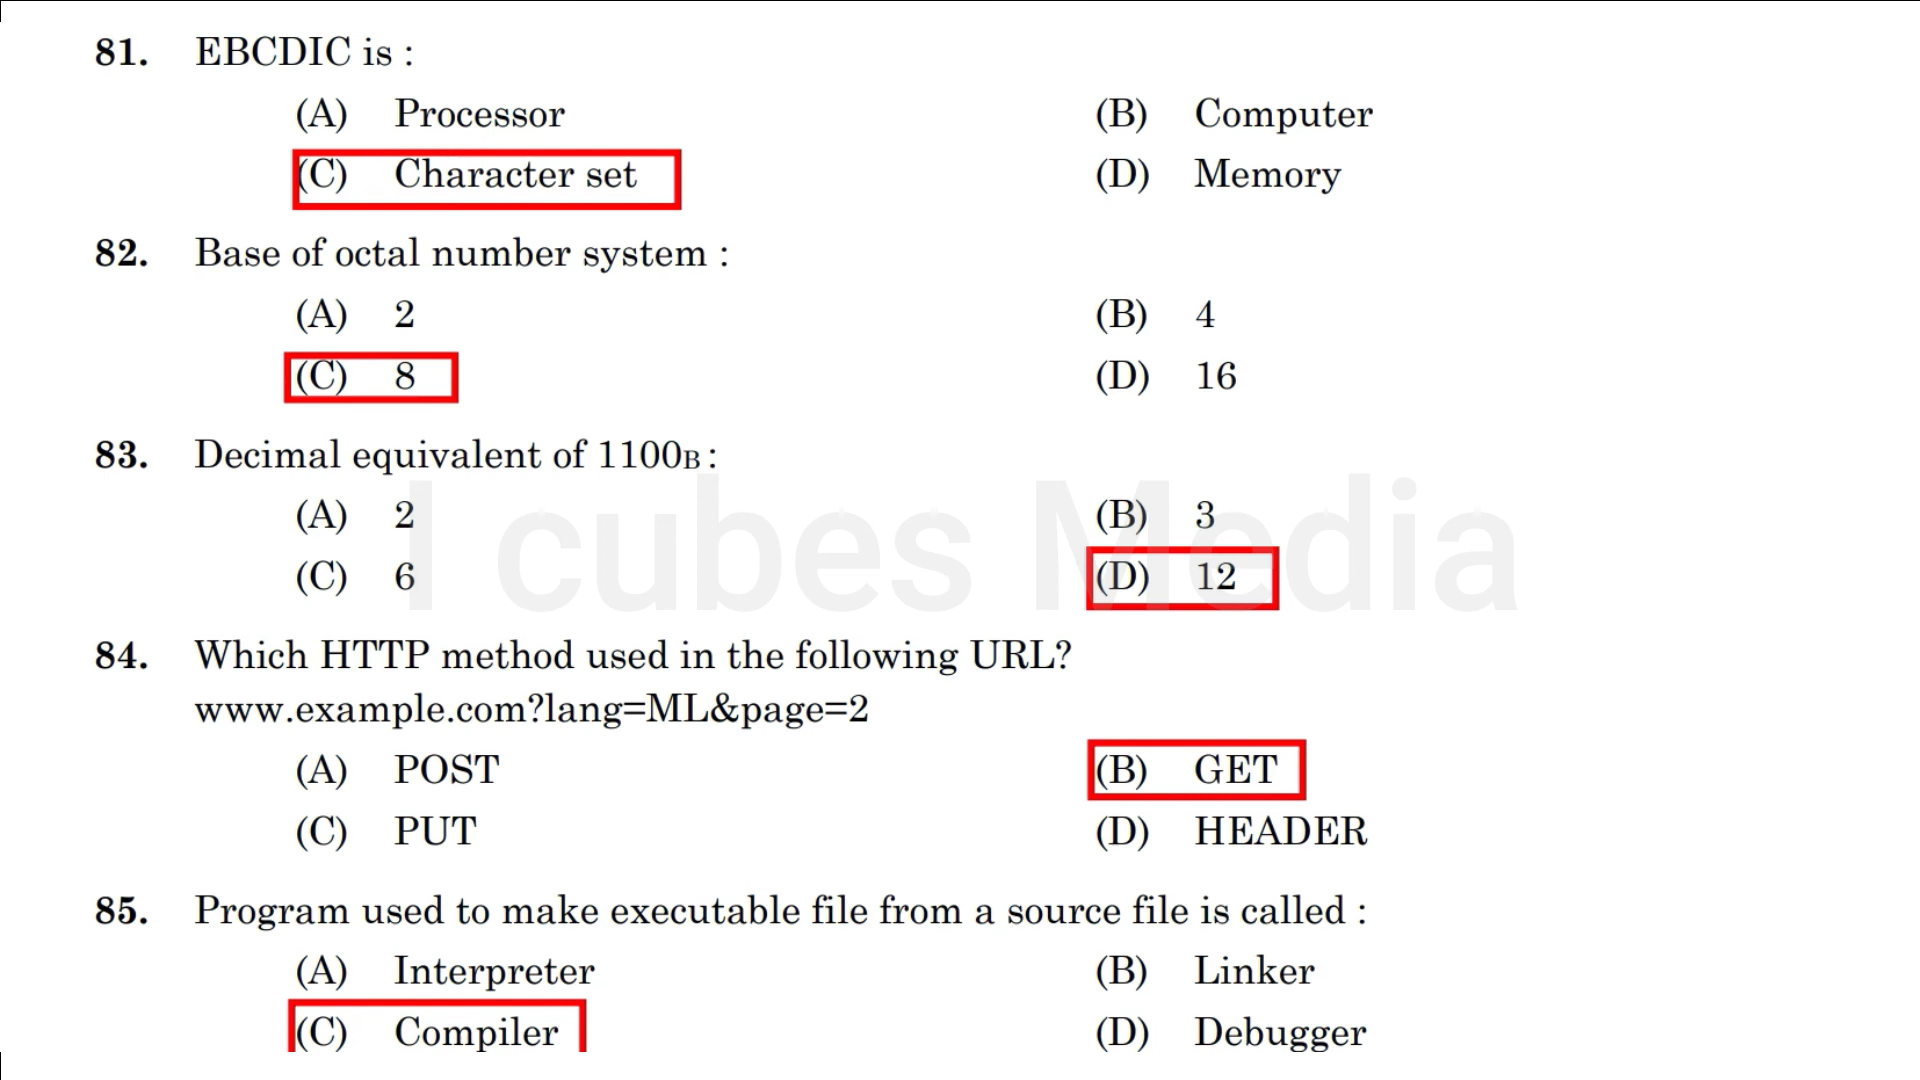 81. EBCDIC is :
(A) Processor (B) Computer
(C) Character set (D) Memory
82. Base of octal number system :
(A) 2 (B) 4
(C) 8 (D) 16
83. Decimal equivalent of 1100B :
(A) 2 (B) 3
I cubes Media
(C) 6 (D) 12
84. Which HTTP method used in the following URL?
www.example.com?lang=ML&page=2
(A) POST (B) GET
(C) PUT (D) HEADER
85. Program used to make executable file from a source file is called :
(A) Interpreter (B) Linker
(C) Compiler (D) Debugger